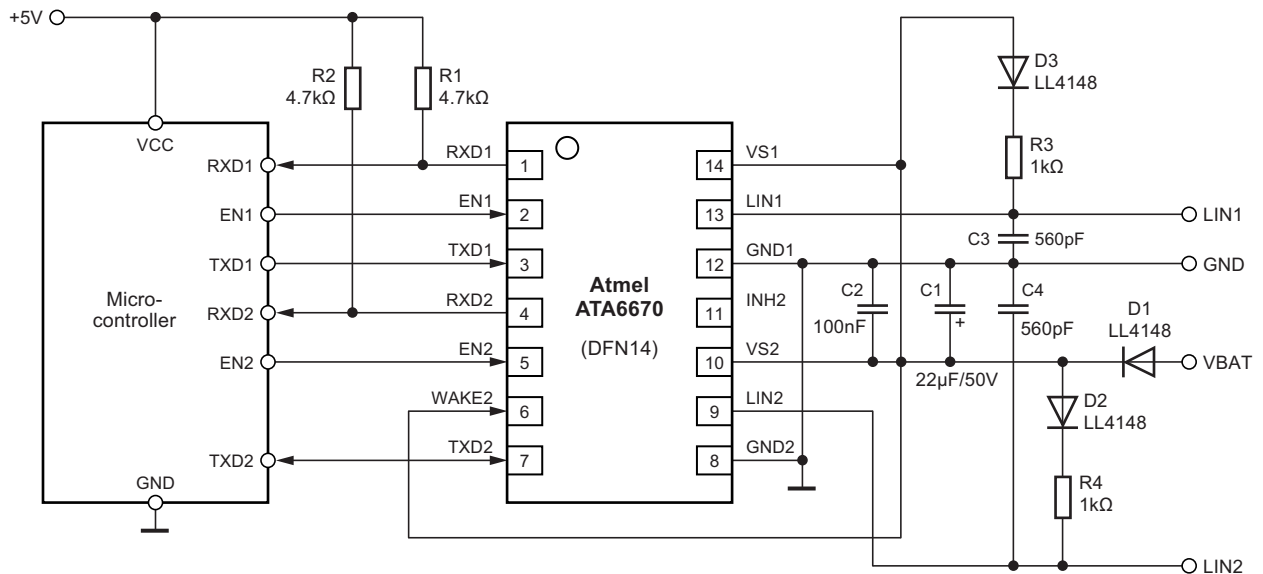 +5V
R2
4.7kΩ
R1
4.7kΩ
D3
LL4148
VCC
RXD1
RXD1
1
14
VS1
R3
1kΩ
EN1
EN1
2
13
LIN1
LIN1
C3
560pF
TXD1
TXD1
3
12
GND1
GND
Micro-
controller
Atmel
ATA6670
(DFN14)
RXD2
RXD2
4
11
INH2
C2
100nF
C1
+
C4
560pF
D1
LL4148
EN2
EN2
5
10
VS2
22µF/50V
VBAT
WAKE2
6
9
LIN2
D2
LL4148
TXD2
TXD2
7
8
GND2
GND
R4
1kΩ
LIN2